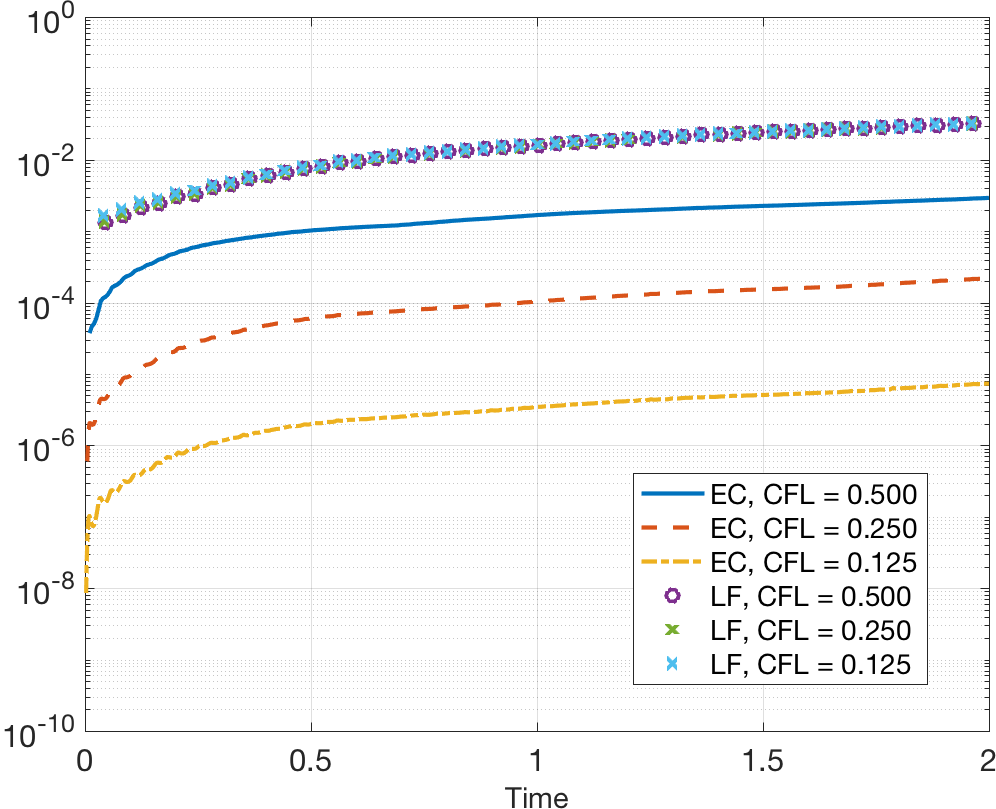 10^0
10^-2
10^-4
10^-6
10^-8
10^-10
0 0.5 1 1.5 2
Time
EC, CFL = 0.500
EC, CFL = 0.250
EC, CFL = 0.125
LF, CFL = 0.500
LF, CFL = 0.250
LF, CFL = 0.125